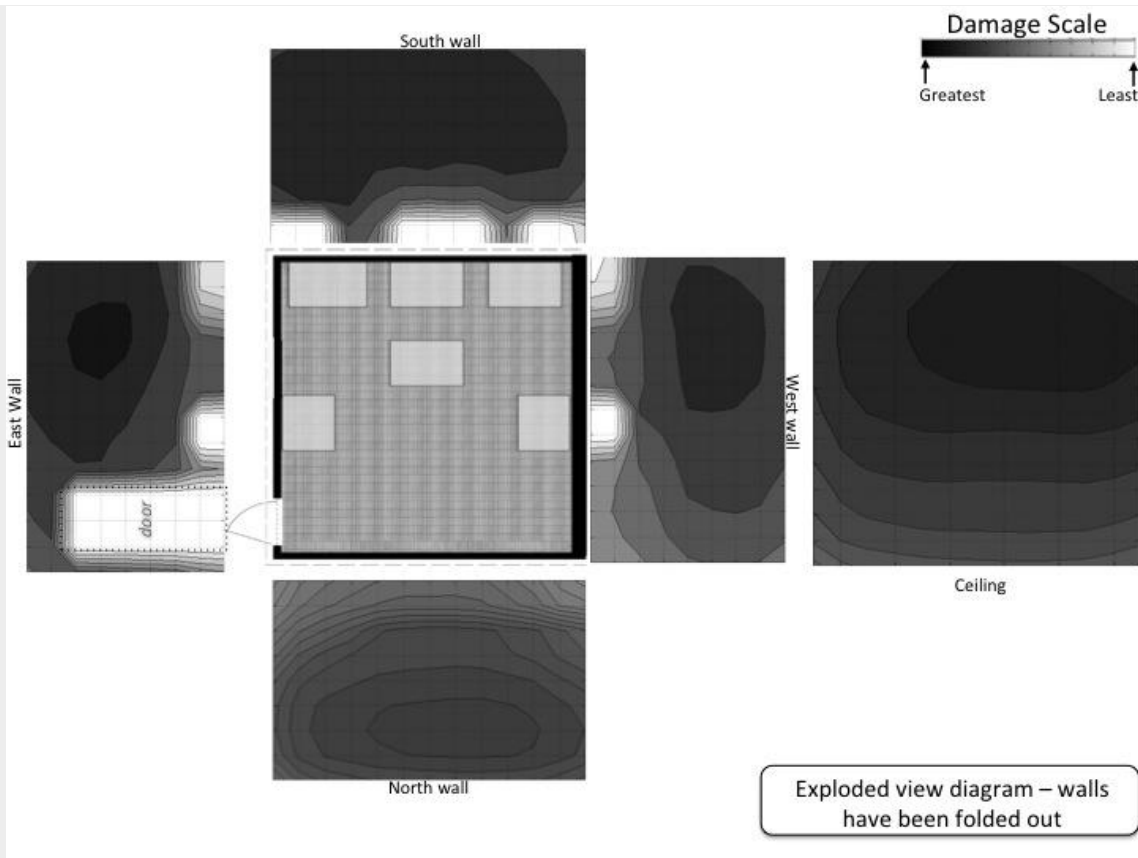 South wall
Damage Scale
Greatest
Least
East Wall
door
West wall
Ceiling
North wall
Exploded view diagram – walls
have been folded out